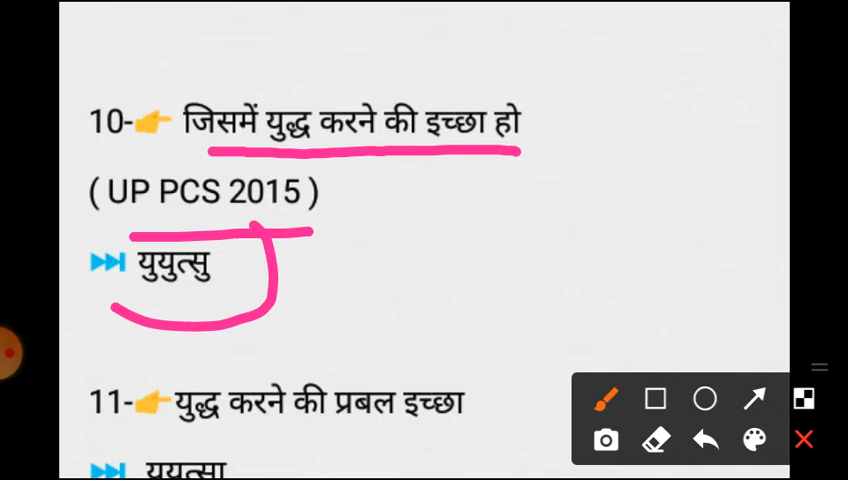 10-👉 जिसमें युद्ध करने की इच्छा हो
( UP PCS 2015 )
⏭ युयुत्सु
11-👉युद्ध करने की प्रबल इच्छा
⏭ युयुत्सा